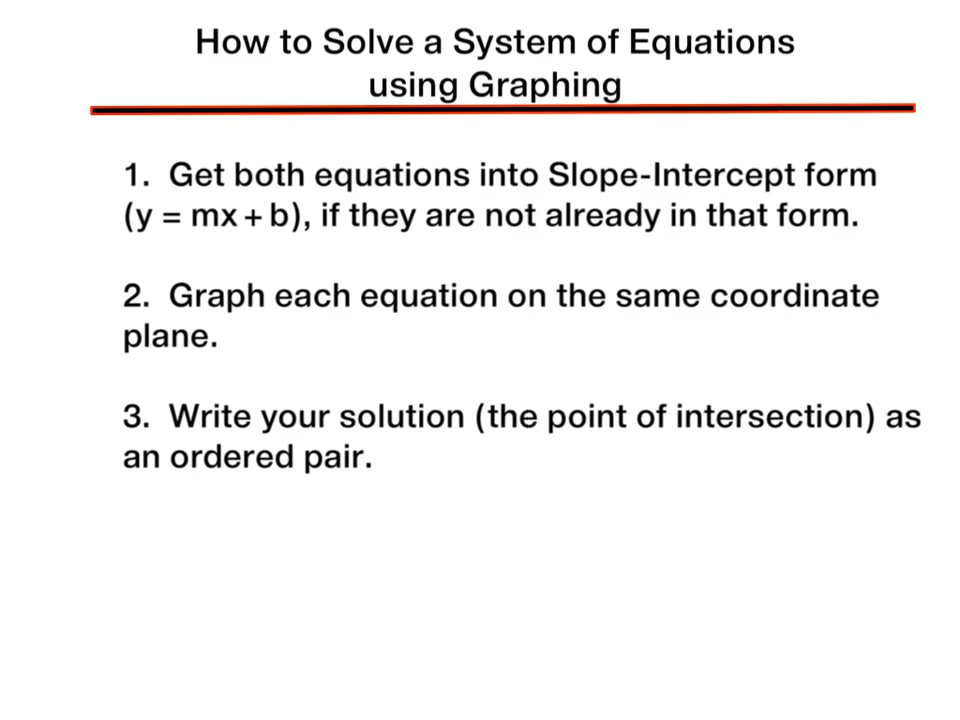 How to Solve a System of Equations
using Graphing
1. Get both equations into Slope-Intercept form
(y = mx + b), if they are not already in that form.
2. Graph each equation on the same coordinate
plane.
3. Write your solution (the point of intersection) as
an ordered pair.